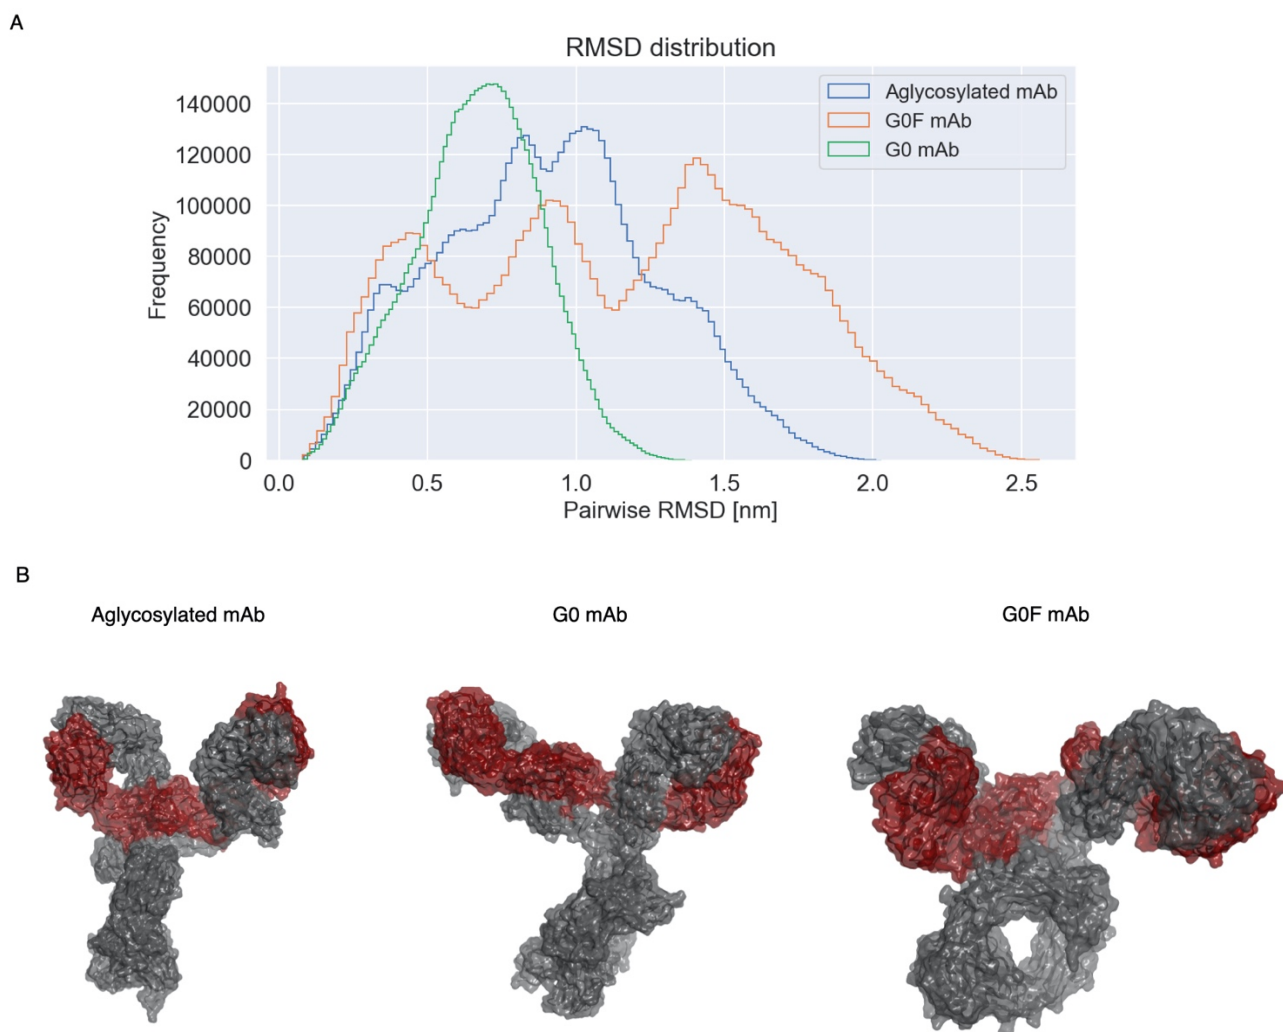 A
RMSD distribution
Aglycosylated mAb
G0F mAb
G0 mAb
140000
120000
100000
80000
60000
40000
20000
0
Frequency
0.0 0.5 1.0 1.5 2.0 2.5
Pairwise RMSD [nm]
B
Aglycosylated mAb G0 mAb G0F mAb